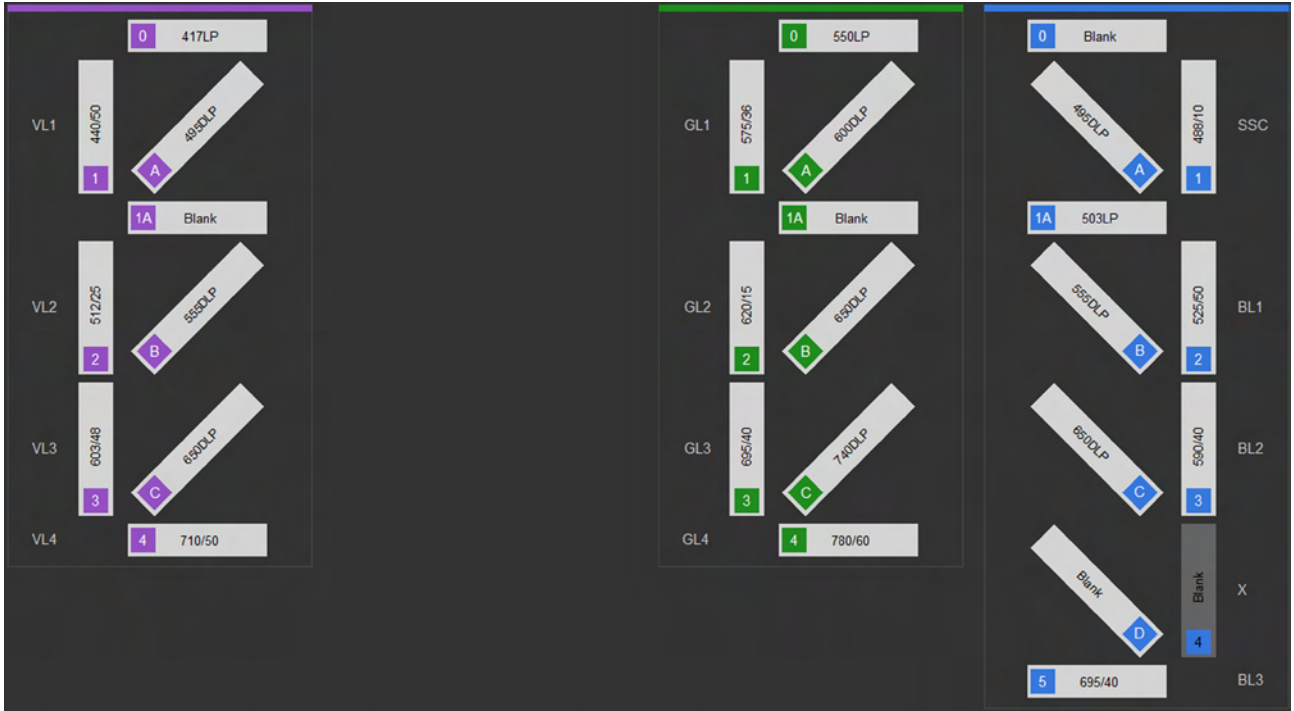 0 417LP
VL1 440/50 1 495DLP A
1A Blank
VL2 512/25 2 555DLP B
VL3 603/48 3 650DLP C
VL4 4 710/50
0 550LP
GL1 575/36 1 600DLP A
1A Blank
GL2 620/15 2 650DLP B
GL3 695/40 3 740DLP C
GL4 4 780/60
0 Blank
495DLP A 488/10 1 SSC
1A 503LP
555DLP B 525/50 2 BL1
650DLP C 590/40 3 BL2
Blank D Blank 4 X
5 695/40 BL3